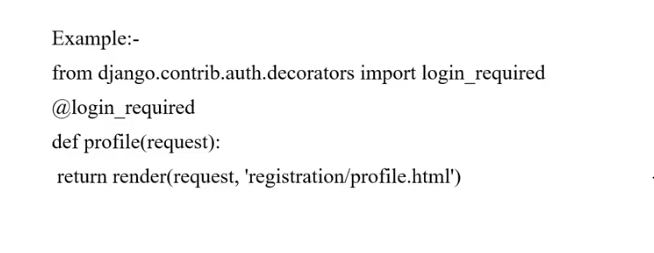 Example:-
from django.contrib.auth.decorators import login_required
@login_required
def profile(request):
 return render(request, 'registration/profile.html')